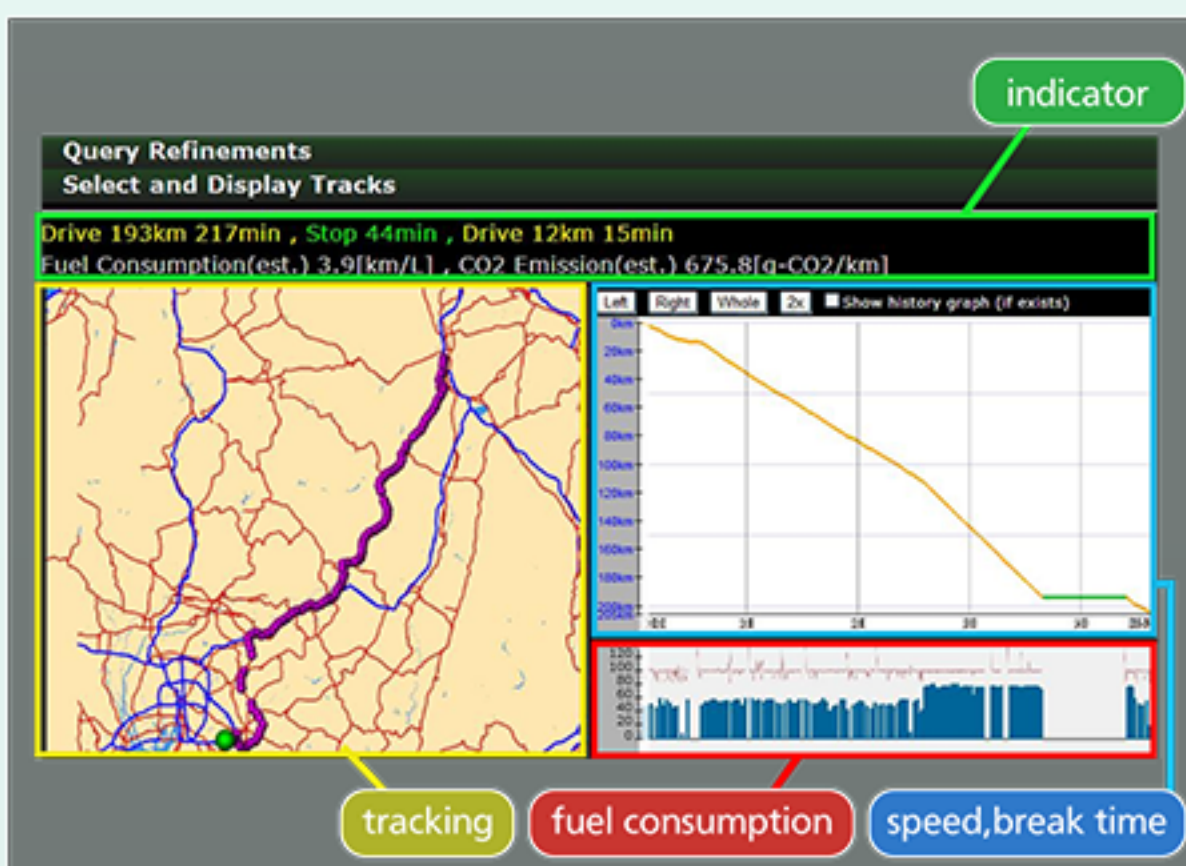 indicator
Query Refinements
Select and Display Tracks
Drive 193km 217min , Stop 44min , Drive 12km 15min
Fuel Consumption(est.) 3.9[km/L] , CO2 Emission(est.) 675.8[g-CO2/km]
Left Right Whole 2x Show history graph (if exists)
0km
20km
40km
60km
80km
100km
120km
140km
160km
180km
200km
120
100
80
60
40
20
0
tracking fuel consumption speed,break time